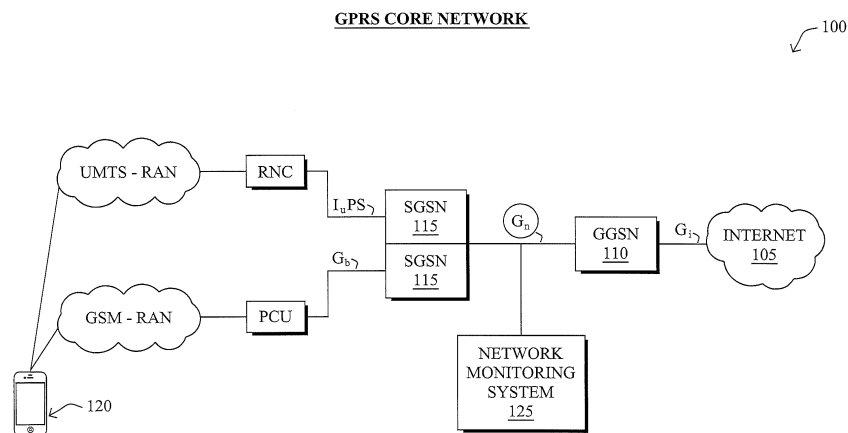 GPRS CORE NETWORK
100
UMTS - RAN
RNC
IuPS
SGSN
115
Gn
GGSN
110
Gi
INTERNET
105
Gb
SGSN
115
GSM - RAN
PCU
NETWORK
MONITORING
SYSTEM
125
120